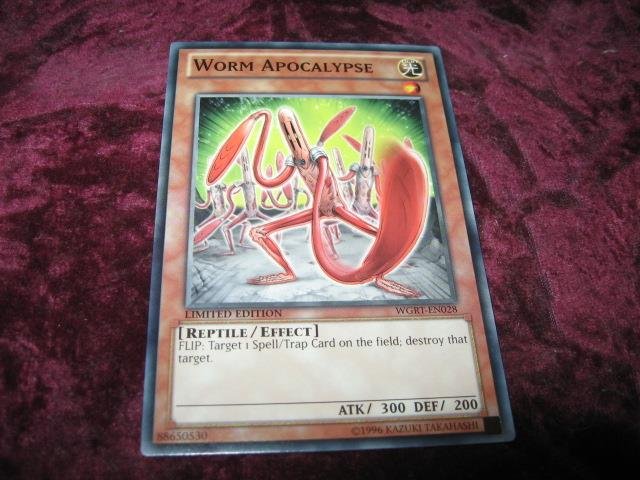 WORM APOCALYPSE
LIGHT
光
LIMITED EDITION
WGRT-EN028
[REPTILE / EFFECT]
FLIP: Target 1 Spell/Trap Card on the field; destroy that
target.
ATK/ 300 DEF/ 200
88650530
©1996 KAZUKI TAKAHASHI